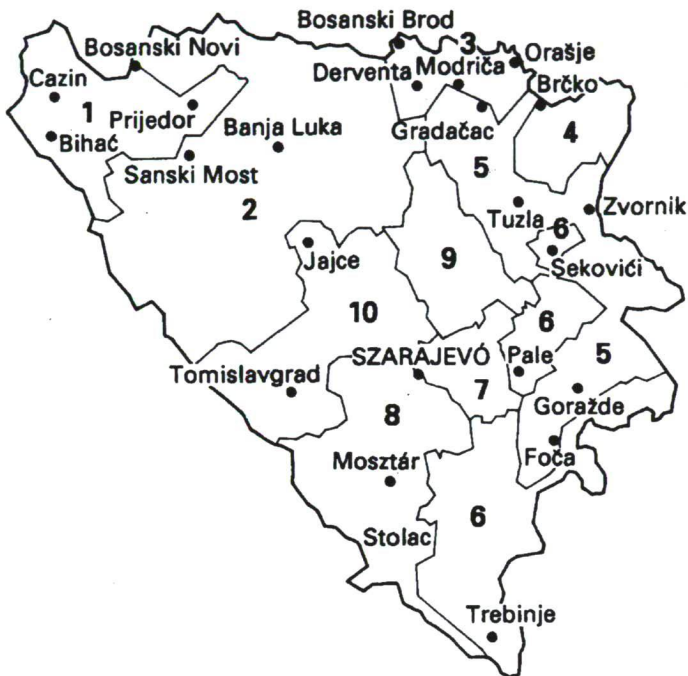 Bosanski Brod
Bosanski Novi
3
Orašje
Cazin
Derventa
Modriča
Brčko
1
Prijedor
Banja Luka
Gradačac
4
Bihać
5
Sanski Most
2
Tuzla
Zvornik
6
Jajce
9
Sekovići
10
6
SZARAJEVÓ
Pale
5
Tomislavgrad
7
8
Goražde
Foča
Mosztár
6
Stolac
Trebinje